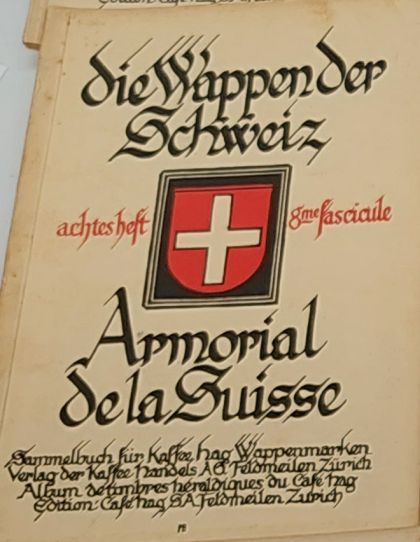 die Wappen der
Schweiz
achtes heft
8me fascicule
Armorial
de la Suisse
Sammelbuch für Kaffee hag Wappenmarken
Verlag der Kaffee handels A.G. Feldmeilen Zürich
Album de timbres héraldiques du Café hag
Edition: Café hag S.A. Feldmeilen Zurich